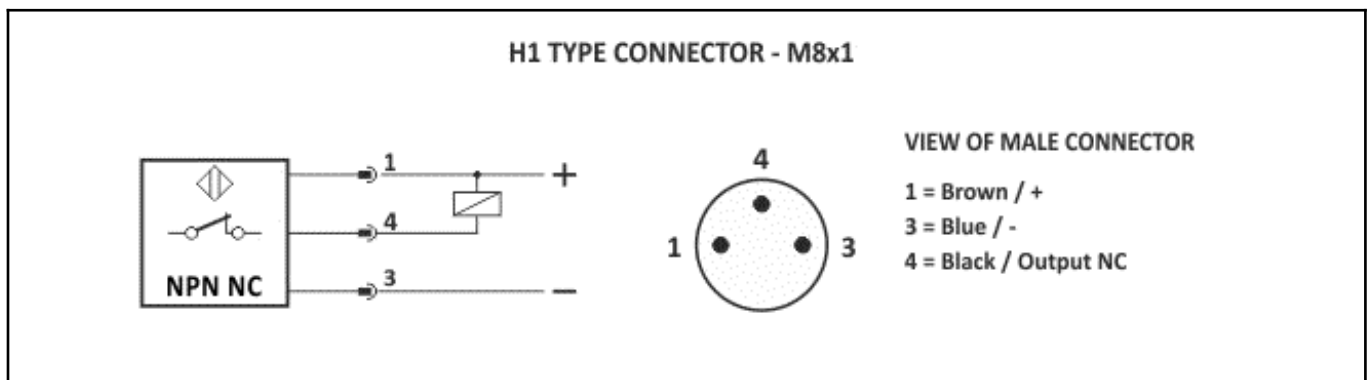 H1 TYPE CONNECTOR - M8x1
1
+
4
3
−
NPN NC
4
1
3
VIEW OF MALE CONNECTOR
1 = Brown / +
3 = Blue / -
4 = Black / Output NC